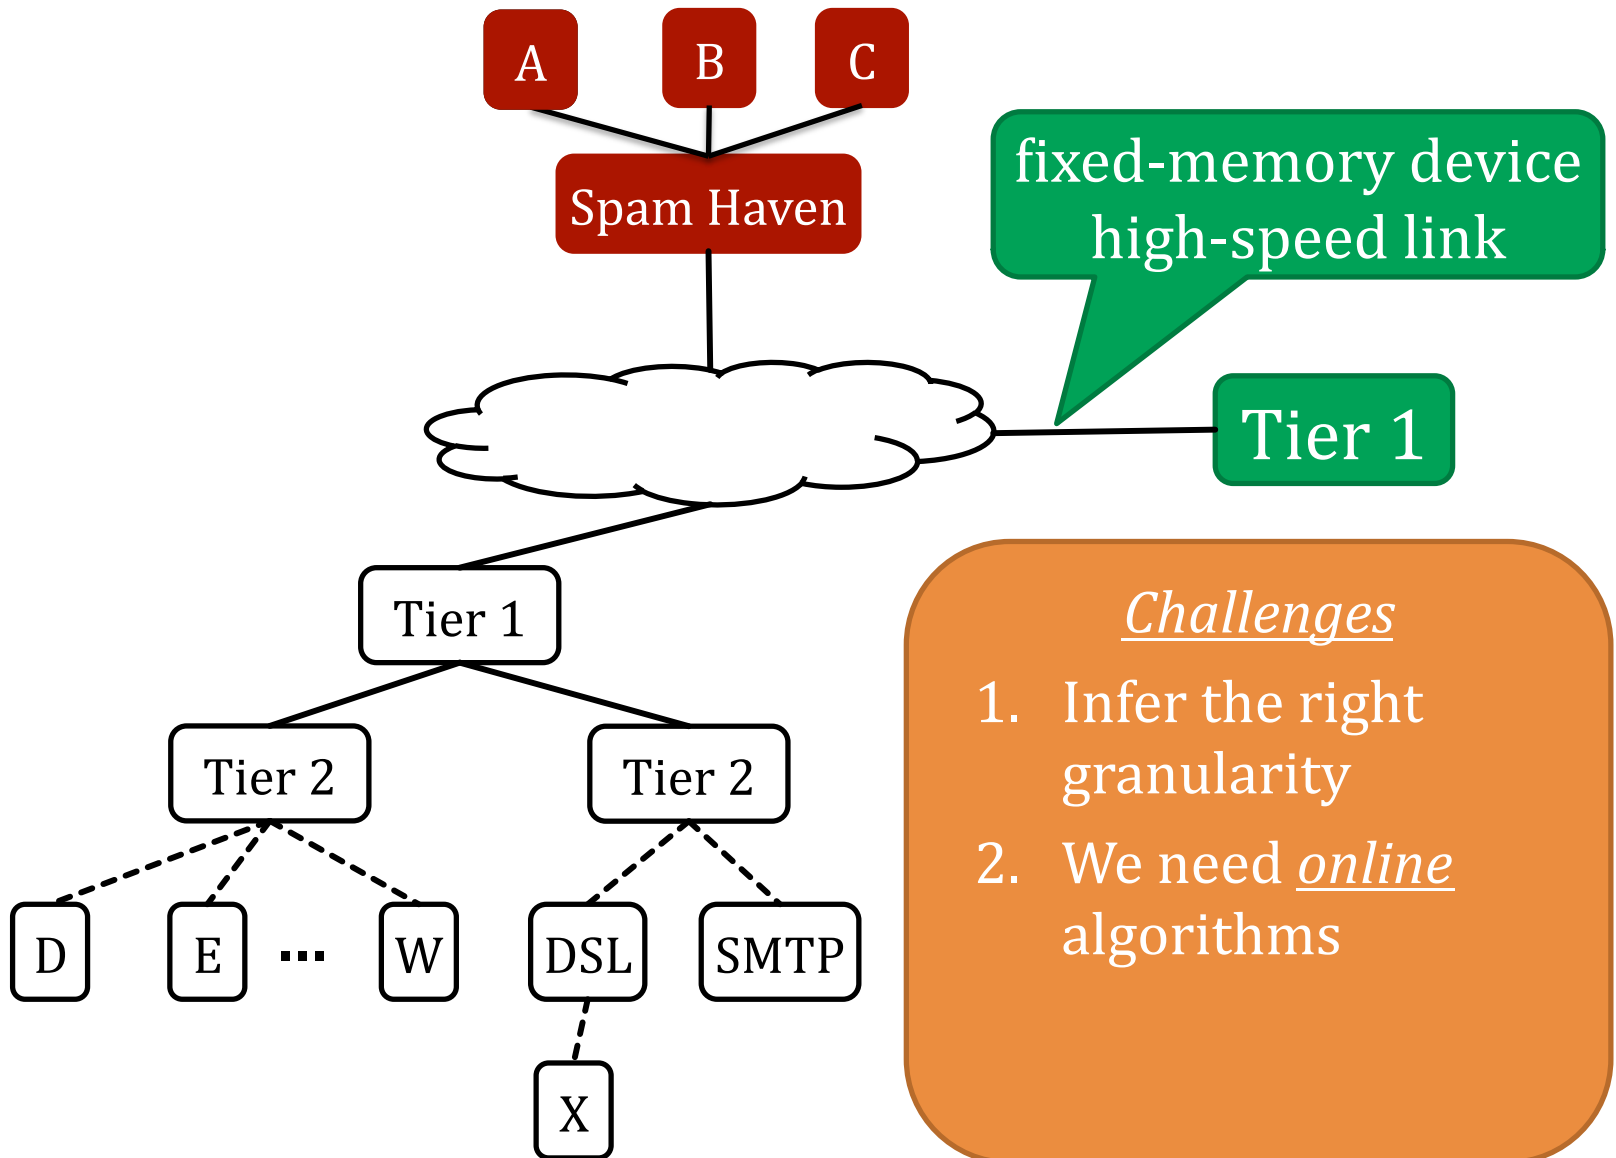 A
B
C
Spam Haven
fixed-memory device
high-speed link
Tier 1
Tier 1
Tier 2
Tier 2
D
E
...
W
DSL
SMTP
X
Challenges
1. Infer the right
granularity
2. We need online
algorithms